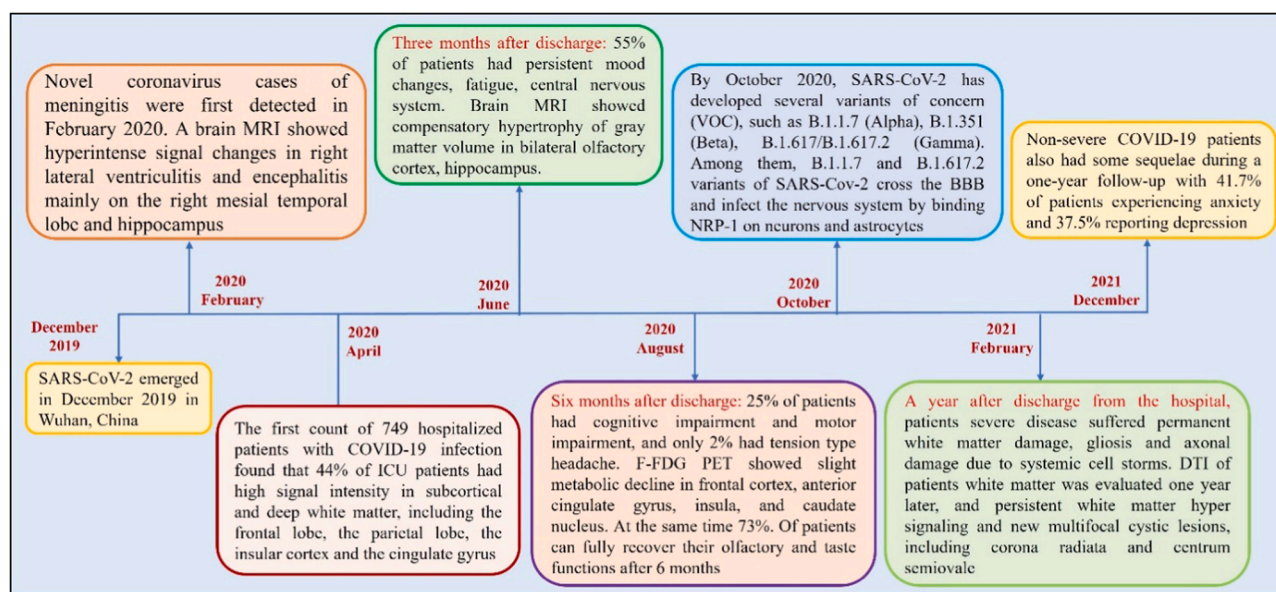 Novel coronavirus cases of
meningitis were first detected in
February 2020. A brain MRI showed
hyperintense signal changes in right
lateral ventriculitis and encephalitis
mainly on the right mesial temporal
lobe and hippocampus
Three months after discharge: 55%
of patients had persistent mood
changes, fatigue, central nervous
system. Brain MRI showed
compensatory hypertrophy of gray
matter volume in bilateral olfactory
cortex, hippocampus.
By October 2020, SARS-CoV-2 has
developed several variants of concern
(VOC), such as B.1.1.7 (Alpha), B.1.351
(Beta), B.1.617/B.1.617.2 (Gamma).
Among them, B.1.1.7 and B.1.617.2
variants of SARS-Cov-2 cross the BBB
and infect the nervous system by binding
NRP-1 on neurons and astrocytes
Non-severe COVID-19 patients
also had some sequelae during a
one-year follow-up with 41.7%
of patients experiencing anxiety
and 37.5% reporting depression
2020
February
2020
June
2020
October
2021
December
December
2019
2020
April
2020
August
2021
February
SARS-CoV-2 emerged
in December 2019 in
Wuhan, China
The first count of 749 hospitalized
patients with COVID-19 infection
found that 44% of ICU patients had
high signal intensity in subcortical
and deep white matter, including the
frontal lobe, the parietal lobe, the
insular cortex and the cingulate gyrus
Six months after discharge: 25% of patients
had cognitive impairment and motor
impairment, and only 2% had tension type
headache. F-FDG PET showed slight
metabolic decline in frontal cortex, anterior
cingulate gyrus, insula, and caudate
nucleus. At the same time 73%. Of patients
can fully recover their olfactory and taste
functions after 6 months
A year after discharge from the hospital,
patients severe disease suffered permanent
white matter damage, gliosis and axonal
damage due to systemic cell storms. DTI of
patients white matter was evaluated one year
later, and persistent white matter hyper
signaling and new multifocal cystic lesions,
including corona radiata and centrum
semiovale